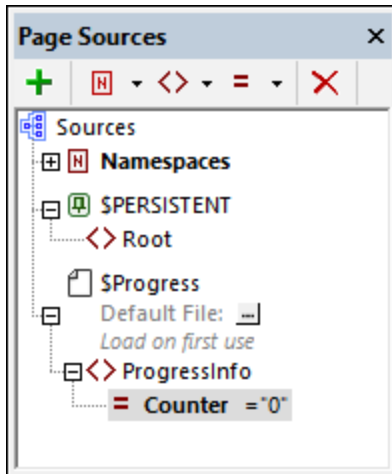 Page Sources
Sources
Namespaces
$PERSISTENT
Root
$Progress
Default File: ...
Load on first use
ProgressInfo
= Counter ="0"